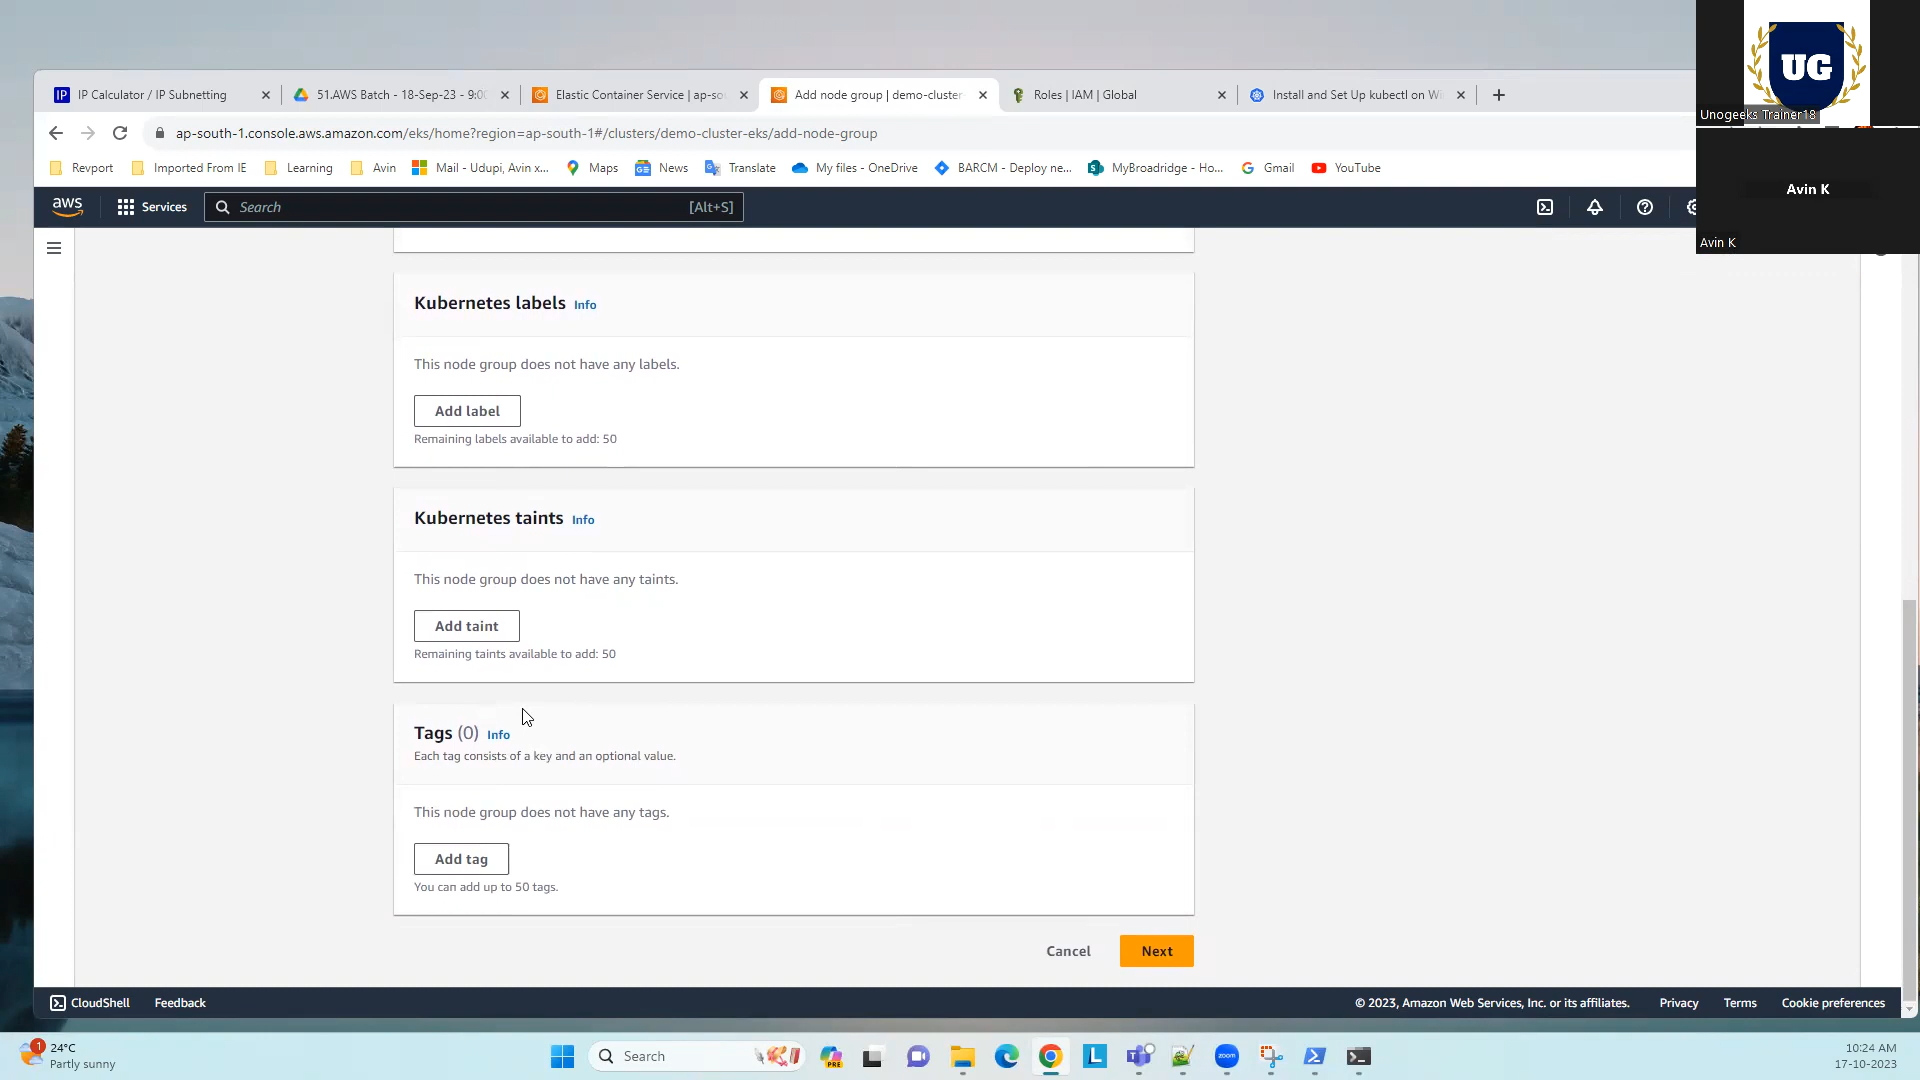 UG
Unogeeks Trainer18
Avin K
Avin K
IP Calculator / IP Subnetting
51.AWS Batch - 18-Sep-23 - 9:00
Elastic Container Service | ap-so
Add node group | demo-cluster
Roles | IAM | Global
Install and Set Up kubectl on Wi
ap-south-1.console.aws.amazon.com/eks/home?region=ap-south-1#/clusters/demo-cluster-eks/add-node-group
Revport
Imported From IE
Learning
Avin
Mail - Udupi, Avin x...
Maps
News
Translate
My files - OneDrive
BARCM - Deploy ne...
MyBroadridge - Ho...
Gmail
YouTube
aws
Services
Search
[Alt+S]
Kubernetes labels Info
This node group does not have any labels.
Add label
Remaining labels available to add: 50
Kubernetes taints Info
This node group does not have any taints.
Add taint
Remaining taints available to add: 50
Tags (0) Info
Each tag consists of a key and an optional value.
This node group does not have any tags.
Add tag
You can add up to 50 tags.
Cancel
Next
CloudShell
Feedback
© 2023, Amazon Web Services, Inc. or its affiliates.
Privacy
Terms
Cookie preferences
1
24°C
Partly sunny
Search
PRE
L
zoom
10:24 AM
17-10-2023